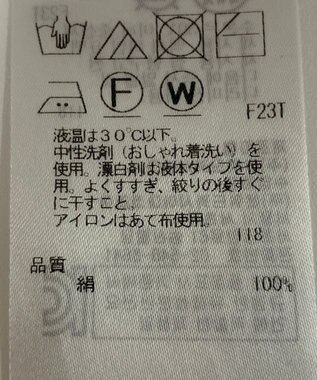 F W F23T
液温は30℃以下。
中性洗剤（おしゃれ着洗い）を
使用。漂白剤は液体タイプを使
用。よくすすぎ、絞りの後すぐ
に干すこと。
アイロンはあて布使用。
118
品質
絹 100%